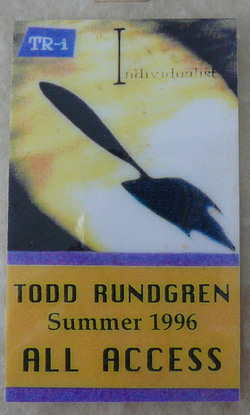 TR-i
Individualist
TODD RUNDGREN
Summer 1996
ALL ACCESS